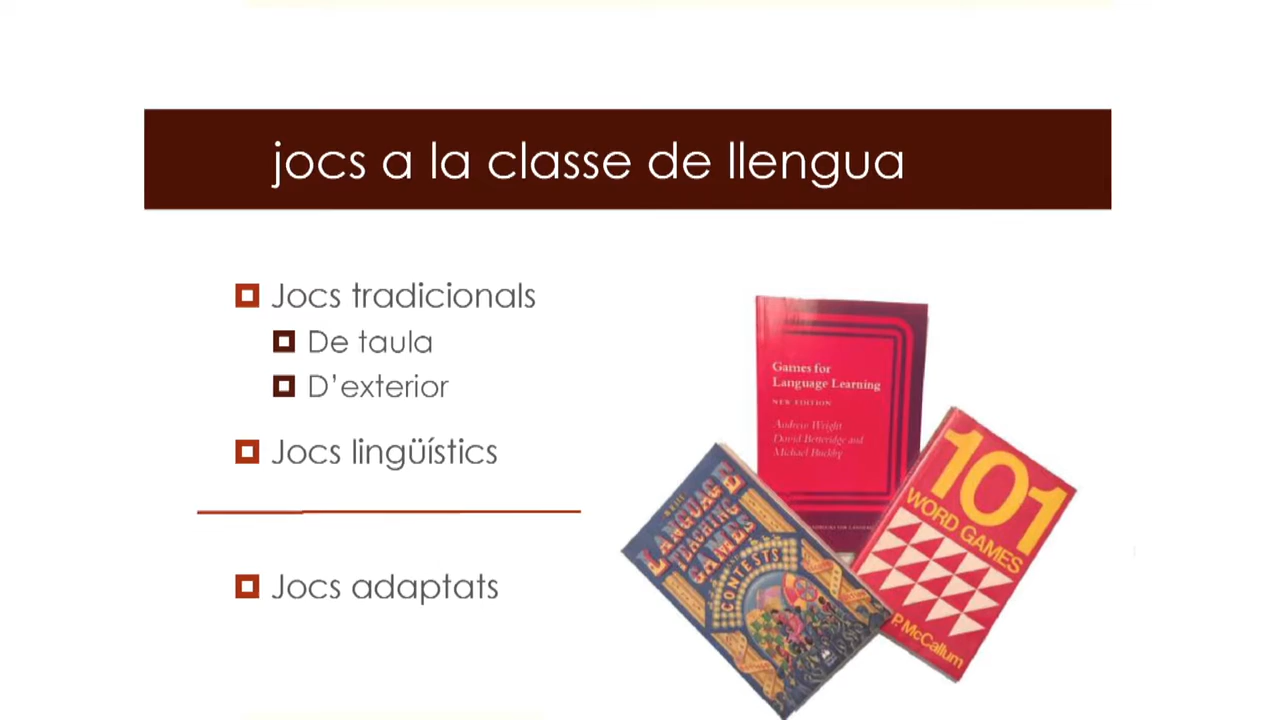 jocs a la classe de llengua
Jocs tradicionals
De taula
D'exterior
Jocs lingüístics
Jocs adaptats
Games for
Language Learning
NEW EDITION
Andrew Wright
David Betteridge and
Michael Buckby
LANGUAGE
TEACHING
GAMES
CONTESTS
101
WORD GAMES
P. McCallum